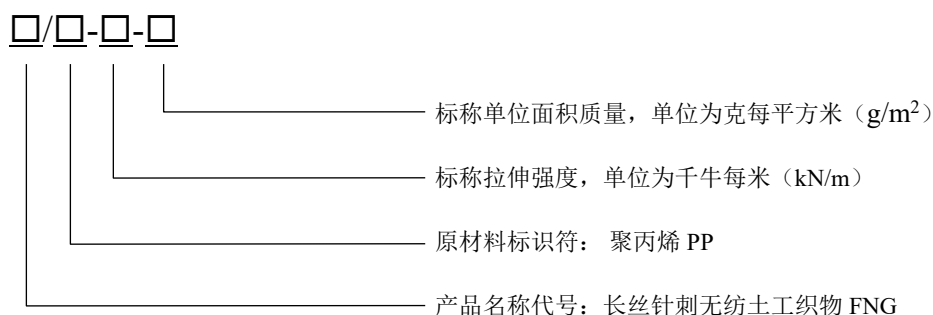 □/□-□-□
标称单位面积质量，单位为克每平方米（g/m²）
标称拉伸强度，单位为千牛每米（kN/m）
原材料标识符： 聚丙烯 PP
产品名称代号：长丝针刺无纺土工织物 FNG